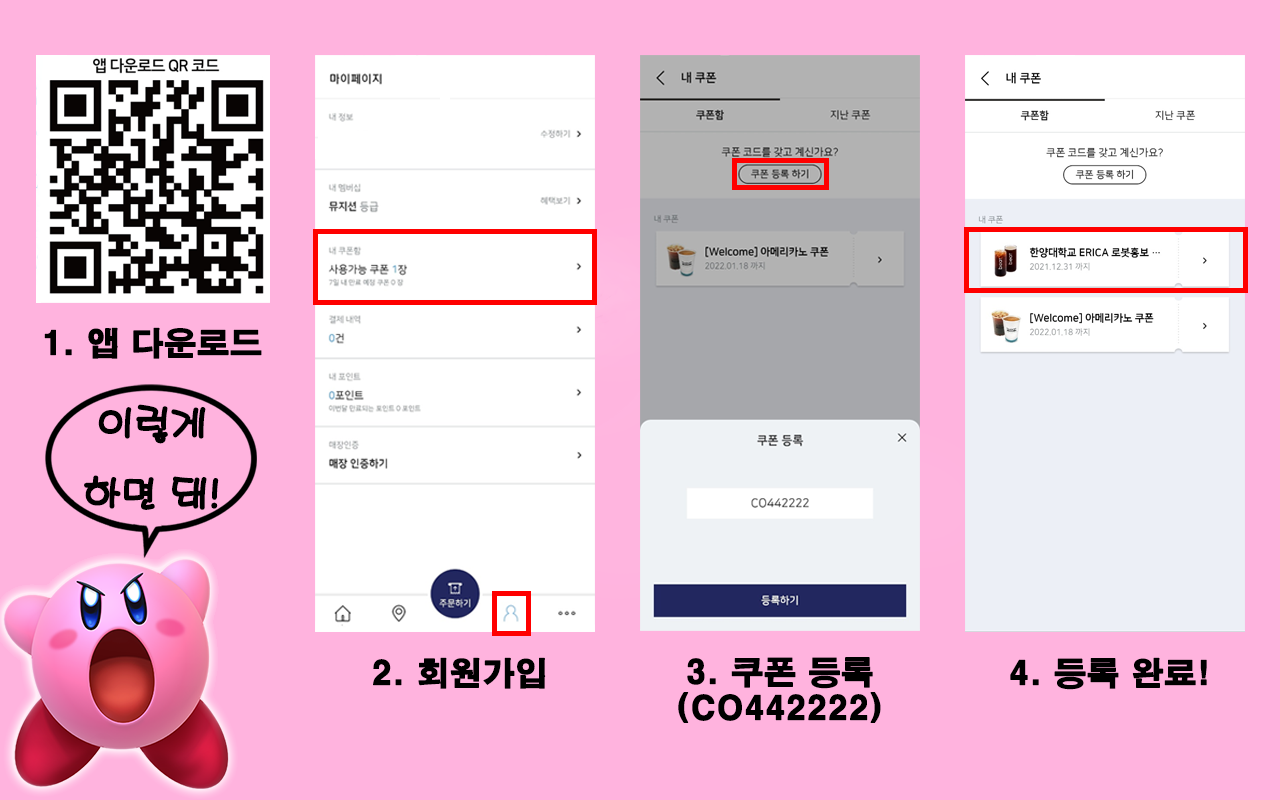 앱 다운로드 QR 코드
1. 앱 다운로드
이렇게
하면 돼!
마이페이지
내 정보
수정하기
내 멤버십
뮤지션 등급
혜택보기
내 쿠폰함
사용가능 쿠폰 1장
7일 내 만료 예정 쿠폰 0 장
결제 내역
0건
내 포인트
0포인트
이번달 만료되는 포인트 0 포인트
매장인증
매장 인증하기
주문하기
2. 회원가입
내 쿠폰
쿠폰함
지난 쿠폰
쿠폰 코드를 갖고 계신가요?
쿠폰 등록 하기
내 쿠폰
[Welcome] 아메리카노 쿠폰
2022.01.18 까지
쿠폰 등록
CO442222
등록하기
3. 쿠폰 등록
(CO442222)
내 쿠폰
쿠폰함
지난 쿠폰
쿠폰 코드를 갖고 계신가요?
쿠폰 등록 하기
내 쿠폰
한양대학교 ERICA 로봇홍보 ···
2021.12.31 까지
[Welcome] 아메리카노 쿠폰
2022.01.18 까지
4. 등록 완료!